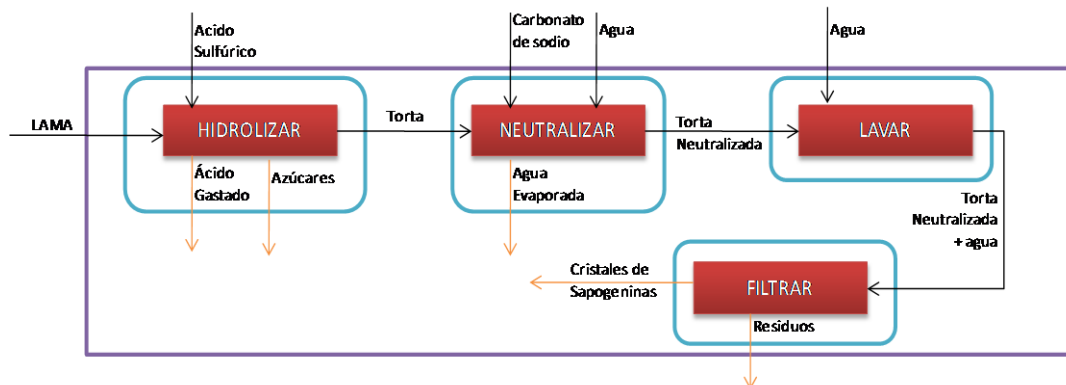 Acido
Sulfúrico
Carbonato
de sodio
Agua
Agua
LAMA
HIDROLIZAR
Torta
NEUTRALIZAR
Torta
Neutralizada
LAVAR
Ácido
Gastado
Azúcares
Agua
Evaporada
Torta
Neutralizada
+ agua
Cristales de
Sapogeninas
FILTRAR
Residuos